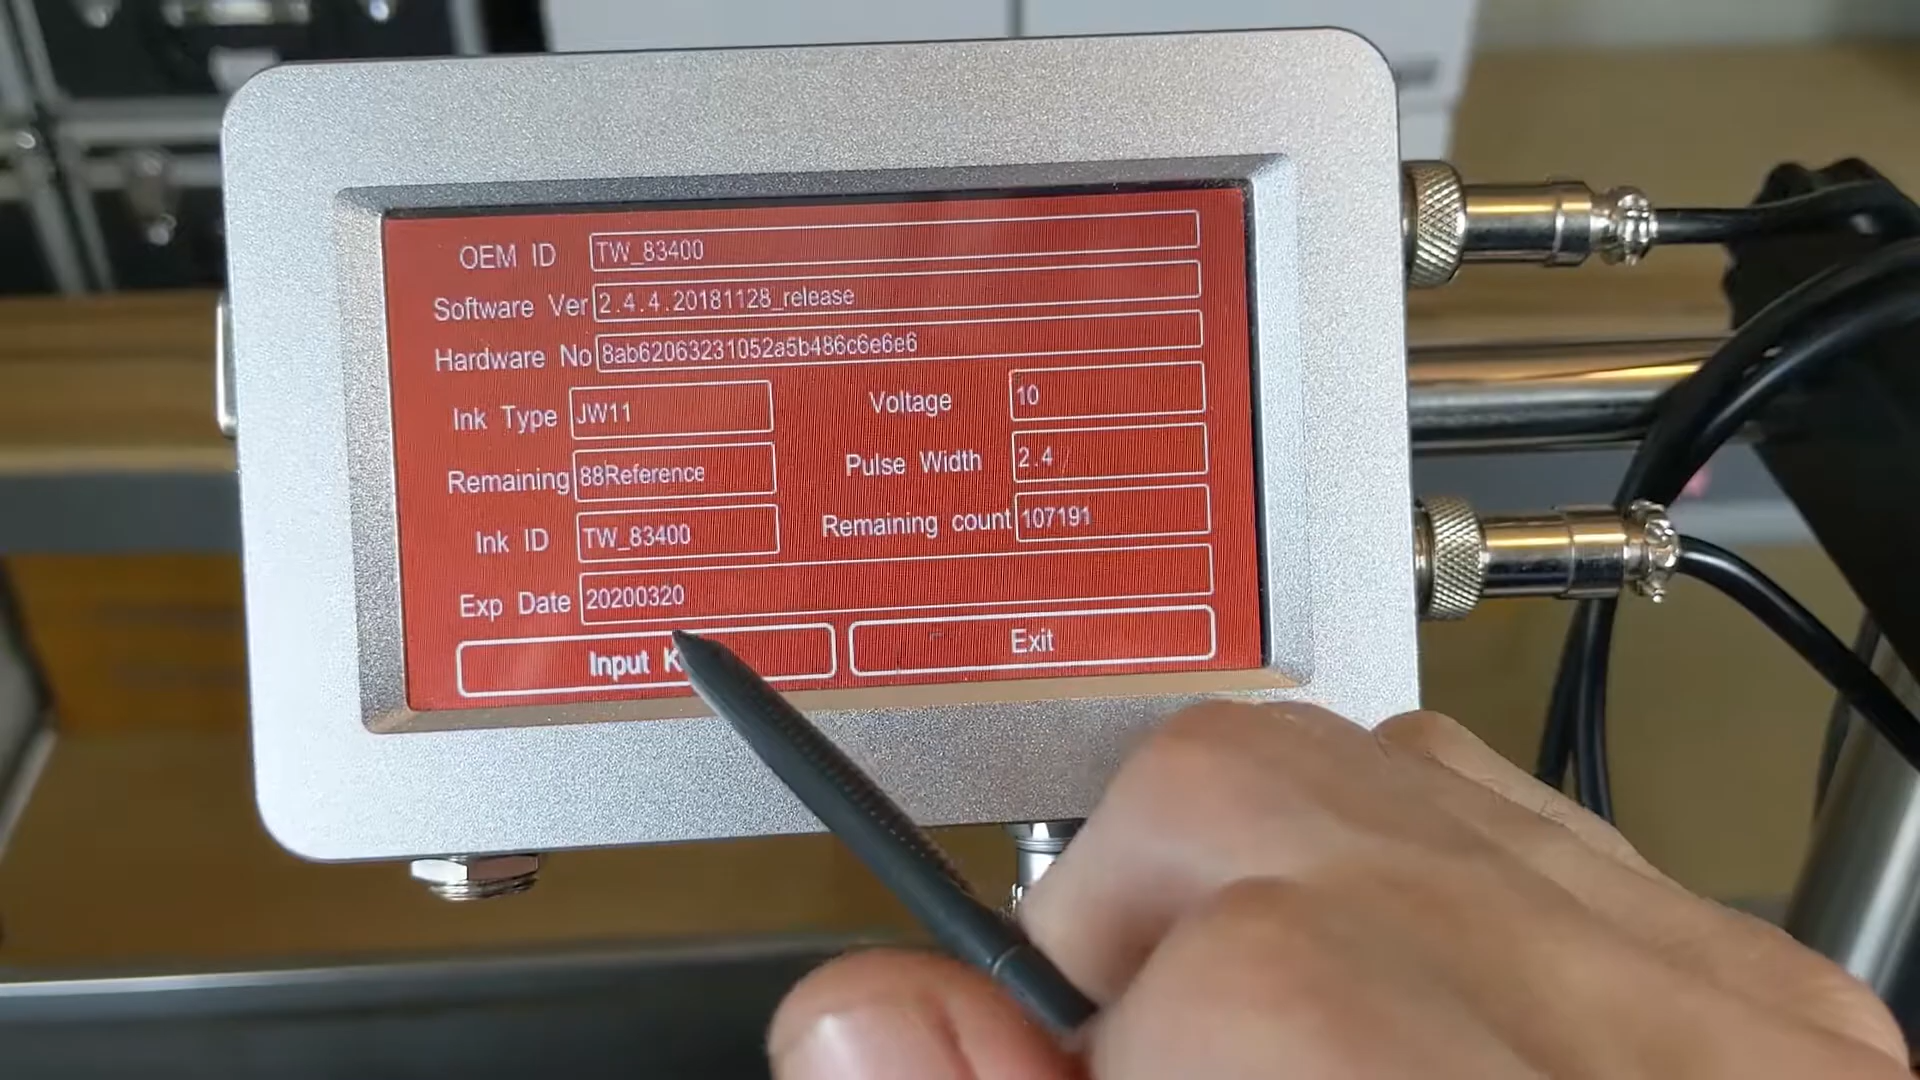 OEM ID TW_83400
Software Ver 2.4.4.20181128_release
Hardware No 8ab62063231052a5b486c6e6e6
Ink Type JW11 Voltage 10
Remaining 88Reference Pulse Width 2.4
Ink ID TW_83400 Remaining count 107191
Exp Date 20200320
Input Exit